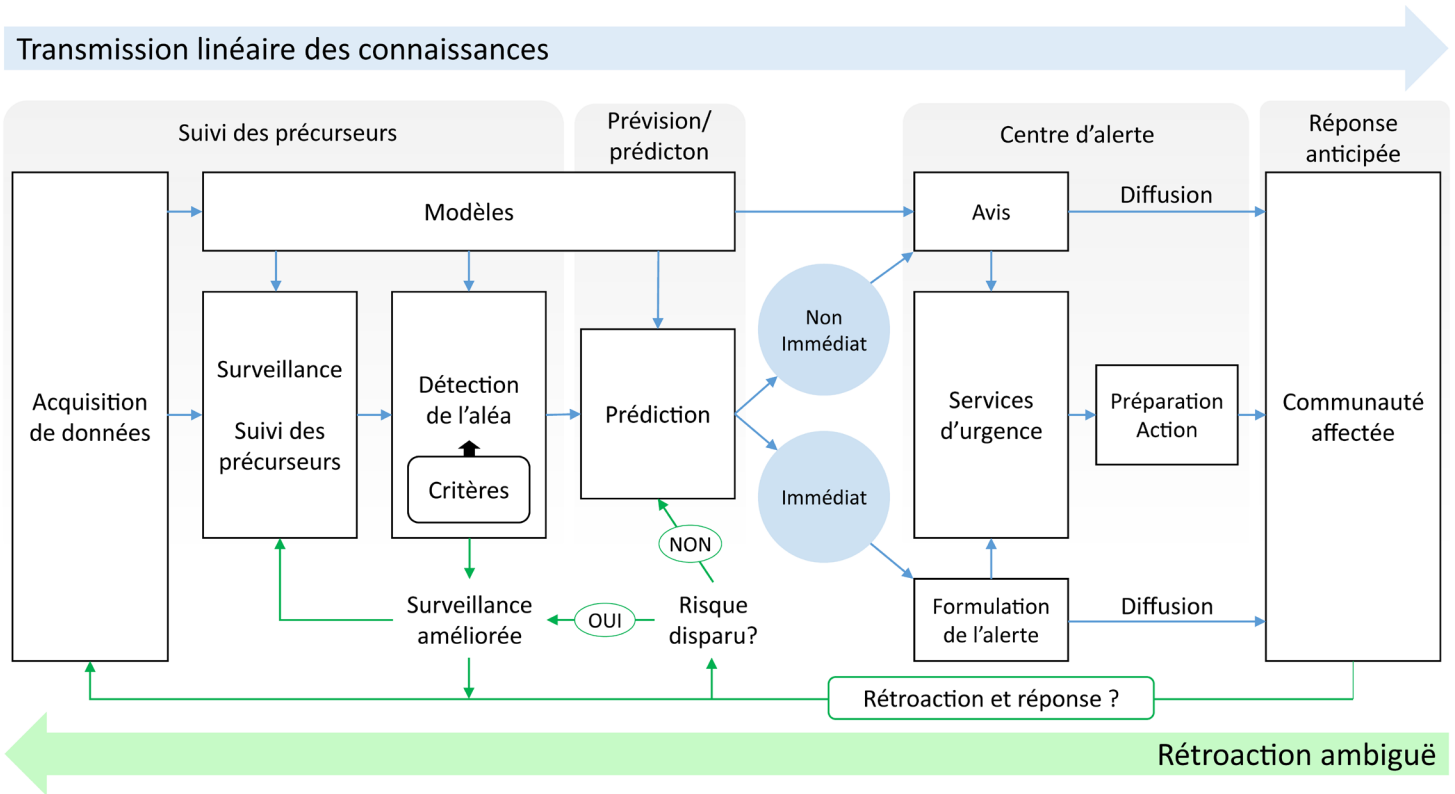 Transmission linéaire des connaissances
Suivi des précurseurs
Prévision/
prédicton
Centre d'alerte
Réponse
anticipée
Modèles
Avis
Diffusion
Acquisition
de données
Surveillance
Suivi des
précurseurs
Détection
de l'aléa
Critères
Prédiction
Non
Immédiat
Immédiat
Services
d'urgence
Préparation
Action
Communauté
affectée
NON
Surveillance
améliorée
OUI
Risque
disparu?
Formulation
de l'alerte
Diffusion
Rétroaction et réponse ?
Rétroaction ambiguë